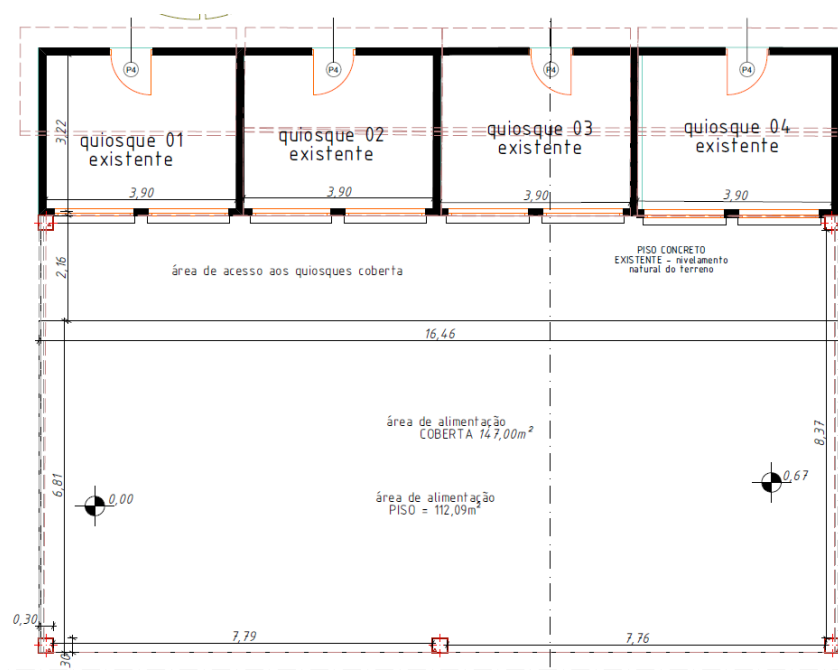 P4
P4
P4
P4
3,22
quiosque 01
existente
quiosque 02
existente
quiosque 03
existente
quiosque 04
existente
3,90
3,90
3,90
3,90
2,16
área de acesso aos quiosques coberta
PISO CONCRETO
EXISTENTE - nivelamento
natural do terreno
16,46
área de alimentação
COBERTA 147,00m²
8,37
6,81
0,00
0,67
área de alimentação
PISO = 112,09m²
0,30
7,79
7,76
30